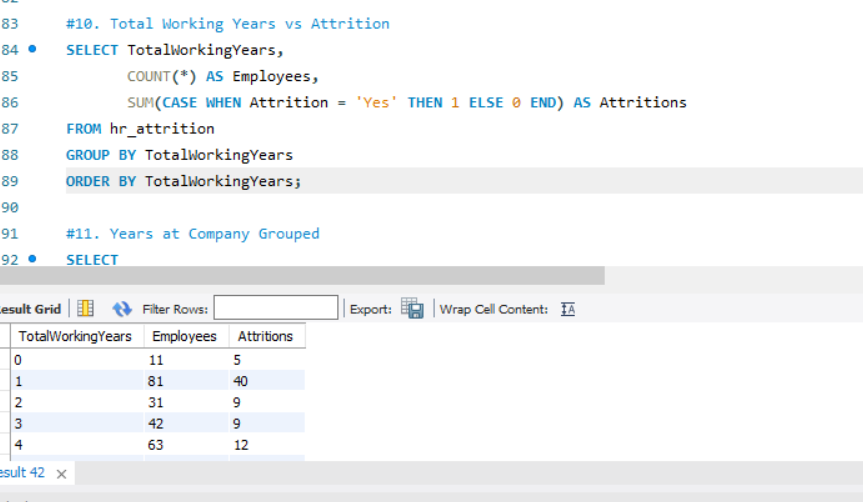 83 #10. Total Working Years vs Attrition
84 SELECT TotalWorkingYears,
85 COUNT(*) AS Employees,
86 SUM(CASE WHEN Attrition = 'Yes' THEN 1 ELSE 0 END) AS Attritions
87 FROM hr_attrition
88 GROUP BY TotalWorkingYears
89 ORDER BY TotalWorkingYears;
90
91 #11. Years at Company Grouped
92 SELECT
esult Grid Filter Rows: Export: Wrap Cell Content: IA
TotalWorkingYears Employees Attritions
0 11 5
1 81 40
2 31 9
3 42 9
4 63 12
esult 42 ×